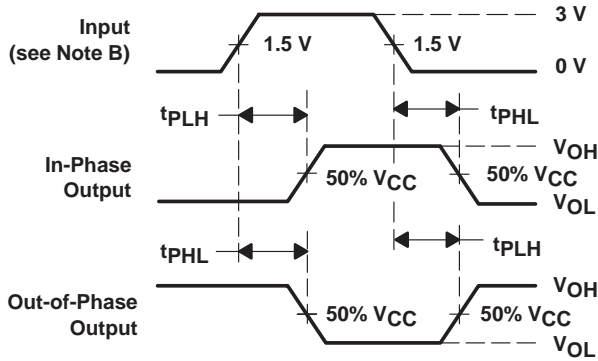 Input
(see Note B)
1.5 V
1.5 V
3 V
0 V
tPLH
tPHL
In-Phase
Output
50% VCC
50% VCC
VOH
VOL
tPHL
tPLH
Out-of-Phase
Output
50% VCC
50% VCC
VOH
VOL